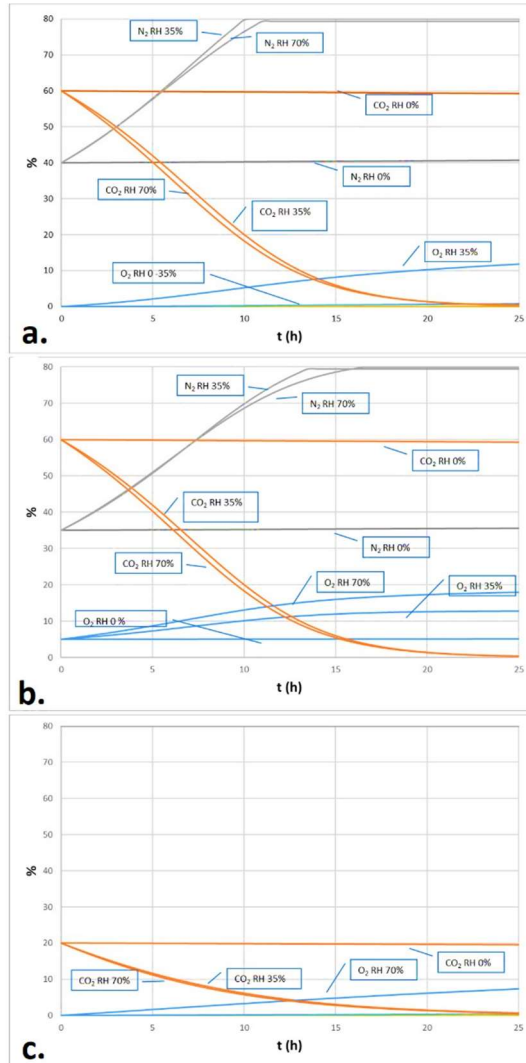 80
N2 RH 35%
N2 RH 70%
70
60
CO2 RH 0%
50
%
40
N2 RH 0%
CO2 RH 70%
CO2 RH 35%
30
20
O2 RH 35%
O2 RH 0 -35%
10
0
0 5 10 15 20 25
a.
t (h)
80
N2 RH 35%
N2 RH 70%
70
60
CO2 RH 0%
50
%
40
CO2 RH 35%
N2 RH 0%
30
CO2 RH 70%
20
O2 RH 70%
O2 RH 35%
10
O2 RH 0 %
0
0 5 10 15 20 25
b.
t (h)
80
70
60
50
%
40
30
20
CO2 RH 0%
CO2 RH 70%
CO2 RH 35%
O2 RH 70%
10
0
0 5 10 15 20 25
c.
t (h)